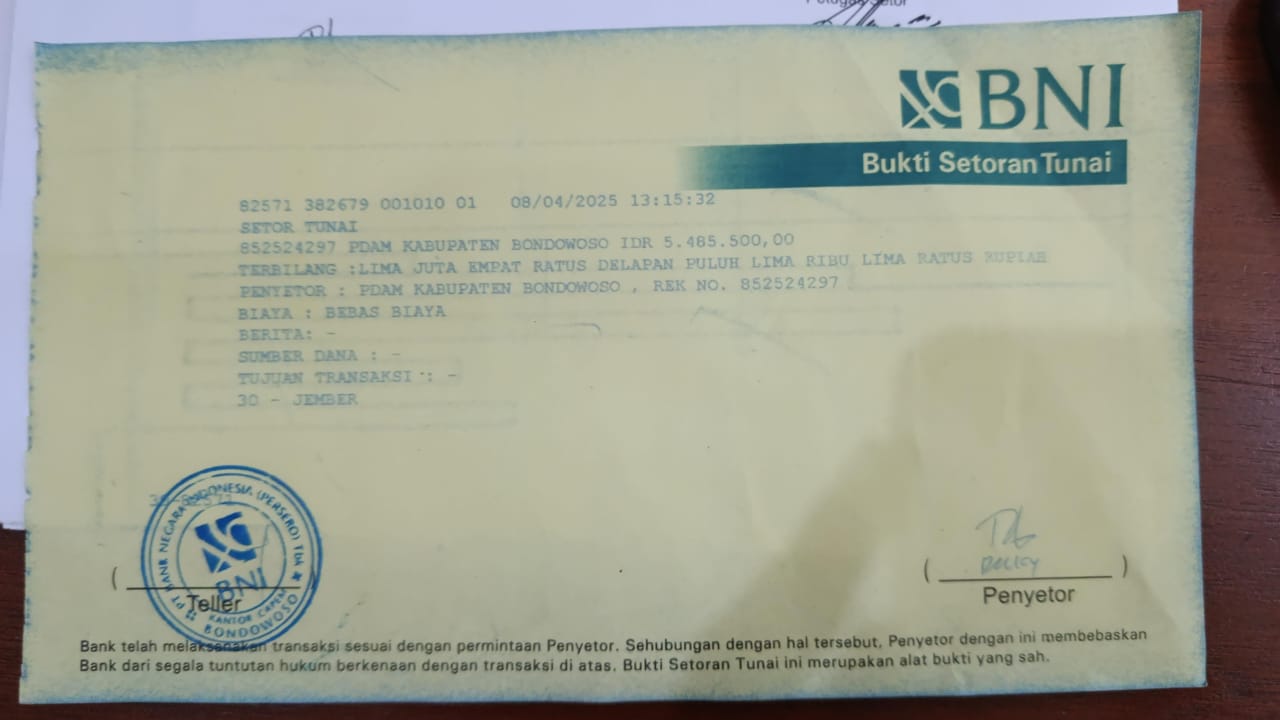 Petugas Setor
BNI
Bukti Setoran Tunai
82571 382679 001010 01 08/04/2025 13:15:32
SETOR TUNAI
852524297 PDAM KABUPATEN BONDOWOSO IDR 5.485.500,00
TERBILANG :LIMA JUTA EMPAT RATUS DELAPAN PULUH LIMA RIBU LIMA RATUS RUPIAH
PENYETOR : PDAM KABUPATEN BONDOWOSO , REK NO. 852524297
BIAYA : BEBAS BIAYA
BERITA: -
SUMBER DANA : -
TUJUAN TRANSAKSI : -
30 - JEMBER
PT BANK NEGARA INDONESIA (PERSERO) Tbk
BNI
KANTOR CAPEM
BONDOWOSO
( )
Teller
( )
Penyetor
Bank telah melaksanakan transaksi sesuai dengan permintaan Penyetor. Sehubungan dengan hal tersebut, Penyetor dengan ini membebaskan
Bank dari segala tuntutan hukum berkenaan dengan transaksi di atas. Bukti Setoran Tunai ini merupakan alat bukti yang sah.